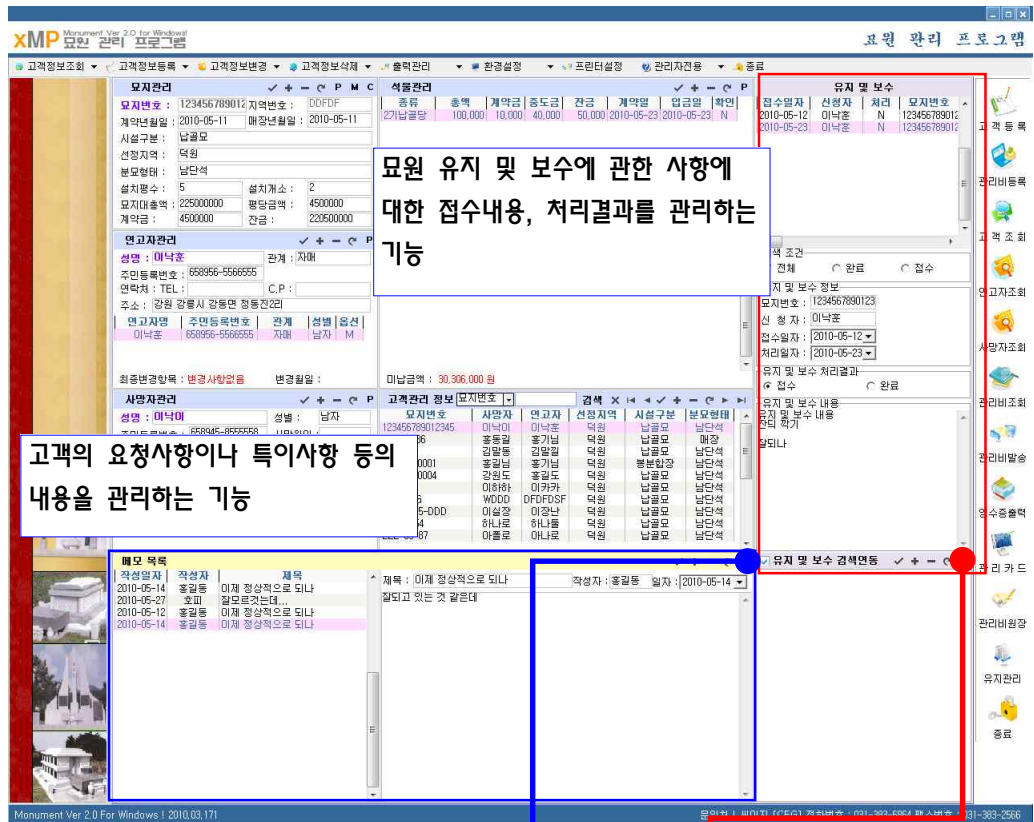 xMP Monument Ver 2.0 for Windows!
묘원 관리 프로그램
묘원 관리 프로그램
고객정보조회 고객정보등록 고객정보변경 고객정보삭제 출력관리 환경설정 프린터설정 관리자전용 종료
묘지관리 P M C
묘지번호 : 123456789012 지역번호 : DDFDF
계약년월일 : 2010-05-11 매장년월일 : 2010-05-11
시설구분 : 납골묘
선정지역 : 덕원
분묘형태 : 남단석
설치평수 : 5 설치개소 : 2
묘지대총액 : 225000000 평당금액 : 4500000
계약금 : 4500000 잔금 : 220500000
연고자관리 P
성명 : 이낙훈 관계 : 자매
주민등록번호 : 658956-5566555
연락처 : TEL : C.P :
주소 : 강원 강릉시 강동면 정동진2리
연고자명 주민등록번호 관계 성별 옵션
이낙훈 658956-5566555 자매 남자 M
최종변경항목 : 변경사항없음 변경월일 :
사망자관리 P
성명 : 이낙이 성별 : 남자
658945-8555558
석물관리 P
종류 총액 계약금 중도금 잔금 계약일 입금일 확인
2기납골당 100,000 10,000 40,000 50,000 2010-05-23 2010-05-23 N
묘원 유지 및 보수에 관한 사항에
대한 접수내용, 처리결과를 관리하는
기능
미납금액 : 30,306,000 원
고객관리 정보 묘지번호 검색
묘지번호 사망자 연고자 선정지역 시설구분 분묘형태
123456789012345 이낙이 이낙훈 덕원 납골묘 남단석
홍동길 홍기님 덕원 납골묘 매장
김말동 김말길 덕원 납골묘 남단석
0001 홍길님 홍기님 덕원 봉분합장 남단석
0004 강원도 홍길도 덕원 납골묘 남단석
이하하 이카카 덕원 납골묘 남단석
WDDD DFDFDSF 덕원 납골묘 남단석
5-DDD 이실장 이장난 덕원 납골묘 남단석
하나로 하나둘 덕원 납골묘 남단석
아폴로 아나로 덕원 납골묘 남단석
고객의 요청사항이나 특이사항 등의
내용을 관리하는 기능
유지 및 보수
접수일자 신청자 처리 묘지번호
2010-05-12 이낙훈 N 12345678901
2010-05-23 이낙훈 N 12345678901
색 조건
전체 완료 접수
지 및 보수 정보
묘지번호 : 1234567890123
신 청 자 : 이낙훈
접수일자 : 2010-05-12
처리일자 : 2010-05-23
유지 및 보수 처리결과
접수 완료
유지 및 보수 내용
유지 및 보수 내용
잔디 깍기
잘되나
유지 및 보수 검색연동
메모 목록
작성일자 작성자 제목
2010-05-14 홍길동 이제 정상적으로 되나
2010-05-27 호피 잘모르것는데...
2010-05-12 홍길동 이제 정상적으로 되나
2010-05-14 홍길동 이제 정상적으로 되나
제목 : 이제 정상적으로 되나 작성자 : 홍길동 일자 : 2010-05-14
잘되고 있는 것 같은데
고 객 등 록
관리비등록
고 객 조 회
연고자조회
사망자조회
관리비조회
관리비발송
영수증출력
관 리 카 드
관리비원장
유지관리
종료
Monument Ver 2.0 For Windows ! 2010,03,171
031-383-2566